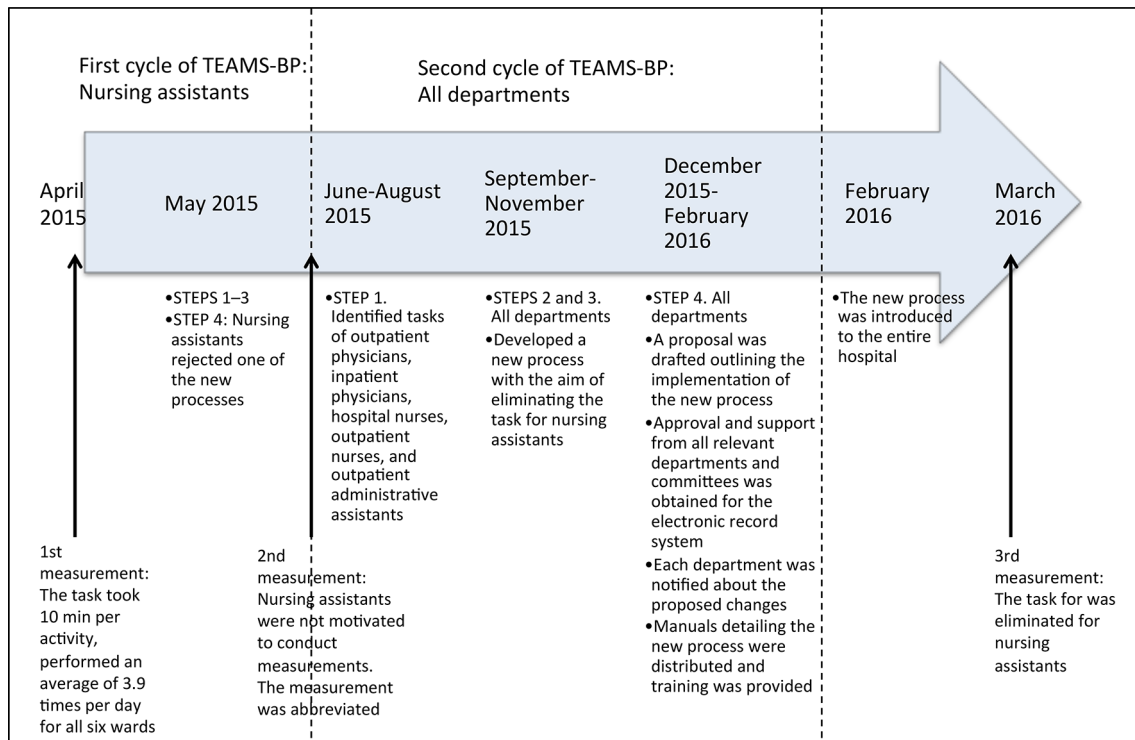 First cycle of TEAMS-BP:
Nursing assistants
Second cycle of TEAMS-BP:
All departments
April
2015
May 2015
June-August
2015
September-
November
2015
December
2015-
February
2016
February
2016
March
2016
•STEPS 1–3
•STEP 4: Nursing
assistants
rejected one of
the new
processes
•STEP 1.
Identified tasks
of outpatient
physicians,
inpatient
physicians,
hospital nurses,
outpatient
nurses, and
outpatient
administrative
assistants
•STEPS 2 and 3.
All departments
•Developed a
new process
with the aim of
eliminating the
task for nursing
assistants
•STEP 4. All
departments
•A proposal was
drafted outlining the
implementation of
the new process
•Approval and support
from all relevant
departments and
committees was
obtained for the
electronic record
system
•Each department was
notified about the
proposed changes
•Manuals detailing the
new process were
distributed and
training was provided
•The new process
was introduced
to the entire
hospital
1st
measurement:
The task took
10 min per
activity,
performed an
average of 3.9
times per day
for all six wards
2nd
measurement:
Nursing assistants
were not motivated
to conduct
measurements.
The measurement
was abbreviated
3rd
measurement:
The task for was
eliminated for
nursing
assistants